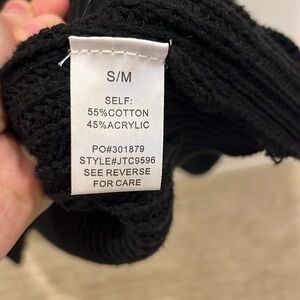 S/M
SELF:
55%COTTON
45%ACRYLIC
PO#301879
STYLE#JTC9596
SEE REVERSE
FOR CARE